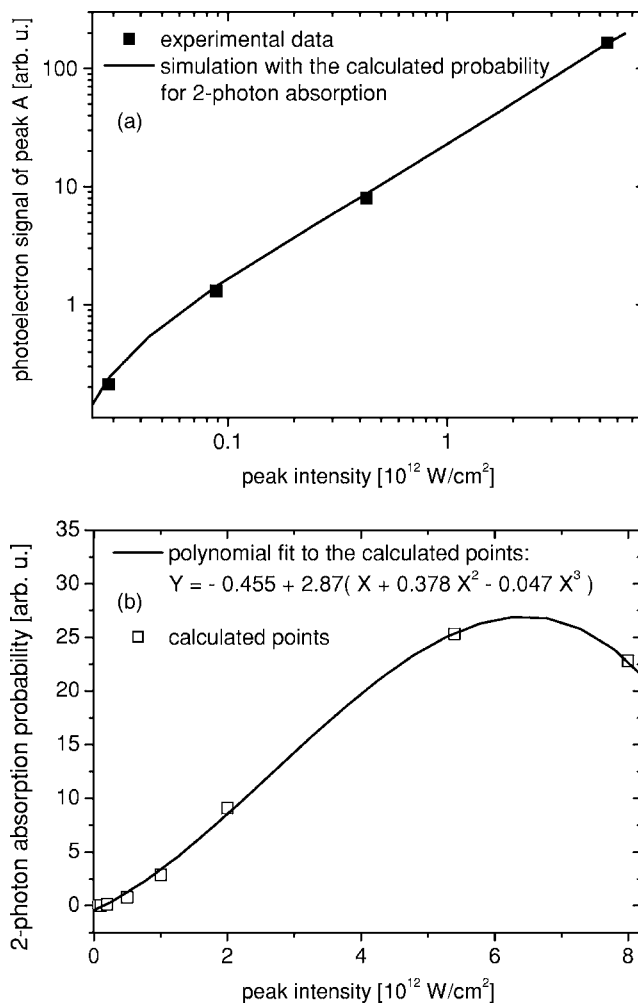 photoelectron signal of peak A [arb. u.]
100
10
1
experimental data
simulation with the calculated probability
for 2-photon absorption
(a)
0.1 1
peak intensity [10¹² W/cm²]
2-photon absorption probability [arb. u.]
35
30
25
20
15
10
5
0
polynomial fit to the calculated points:
Y = - 0.455 + 2.87( X + 0.378 X² - 0.047 X³ )
(b)
calculated points
0 2 4 6 8
peak intensity [10¹² W/cm²]